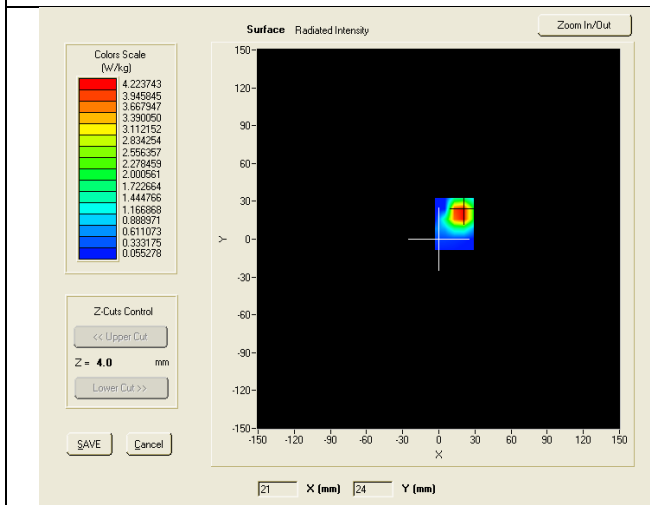 Surface Radiated Intensity
Zoom In/Out
Colors Scale
(W/kg)
4.223743
3.945845
3.667947
3.390050
3.112152
2.834254
2.556357
2.278459
2.000561
1.722664
1.444766
1.166868
0.888971
0.611073
0.333175
0.055278
Z-Cuts Control
<< Upper Cut
Z = 4.0 mm
Lower Cut >>
SAVE Cancel
150-
120-
90-
60-
30-
0-
-30-
-60-
-90-
-120-
-150-
Y
-150 -120 -90 -60 -30 0 30 60 90 120 150
X
21 X (mm) 24 Y (mm)